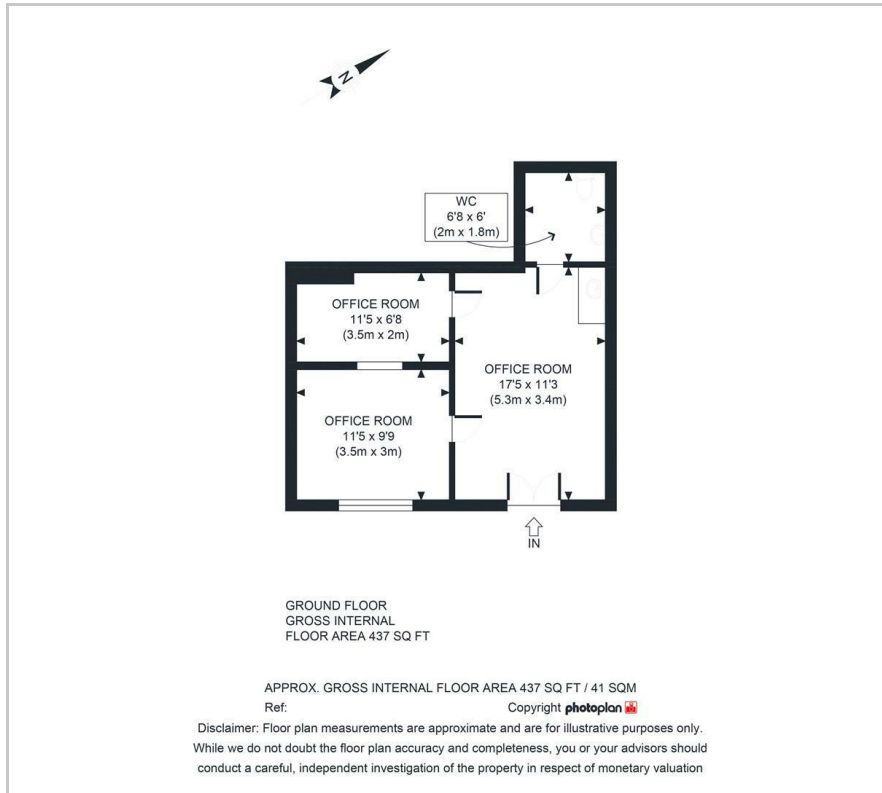 N
WC
6'8 x 6'
(2m x 1.8m)
OFFICE ROOM
11'5 x 6'8
(3.5m x 2m)
OFFICE ROOM
17'5 x 11'3
(5.3m x 3.4m)
OFFICE ROOM
11'5 x 9'9
(3.5m x 3m)
IN
GROUND FLOOR
GROSS INTERNAL
FLOOR AREA 437 SQ FT
APPROX. GROSS INTERNAL FLOOR AREA 437 SQ FT / 41 SQM
Ref: Copyright photoplan
Disclaimer: Floor plan measurements are approximate and are for illustrative purposes only.
While we do not doubt the floor plan accuracy and completeness, you or your advisors should
conduct a careful, independent investigation of the property in respect of monetary valuation